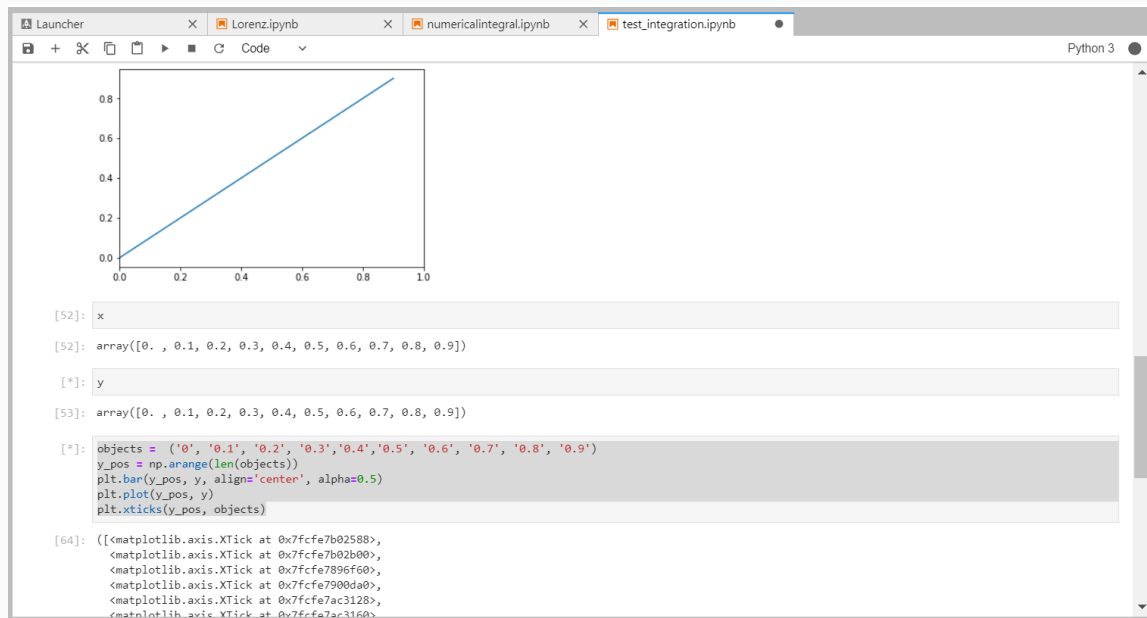 Launcher Lorenz.ipynb numericalintegral.ipynb test_integration.ipynb
Code Python 3
0.8
0.6
0.4
0.2
0.0
0.0 0.2 0.4 0.6 0.8 1.0
[52]: x
[52]: array([0. , 0.1, 0.2, 0.3, 0.4, 0.5, 0.6, 0.7, 0.8, 0.9])
[*]: y
[53]: array([0. , 0.1, 0.2, 0.3, 0.4, 0.5, 0.6, 0.7, 0.8, 0.9])
[*]: objects = ('0', '0.1', '0.2', '0.3','0.4','0.5', '0.6', '0.7', '0.8', '0.9')
y_pos = np.arange(len(objects))
plt.bar(y_pos, y, align='center', alpha=0.5)
plt.plot(y_pos, y)
plt.xticks(y_pos, objects)
[64]: ([<matplotlib.axis.XTick at 0x7fcfe7b02588>,
<matplotlib.axis.XTick at 0x7fcfe7b02b00>,
<matplotlib.axis.XTick at 0x7fcfe7896f60>,
<matplotlib.axis.XTick at 0x7fcfe7900da0>,
<matplotlib.axis.XTick at 0x7fcfe7ac3128>,
<matplotlib.axis.XTick at 0x7fcfe7ac3160>